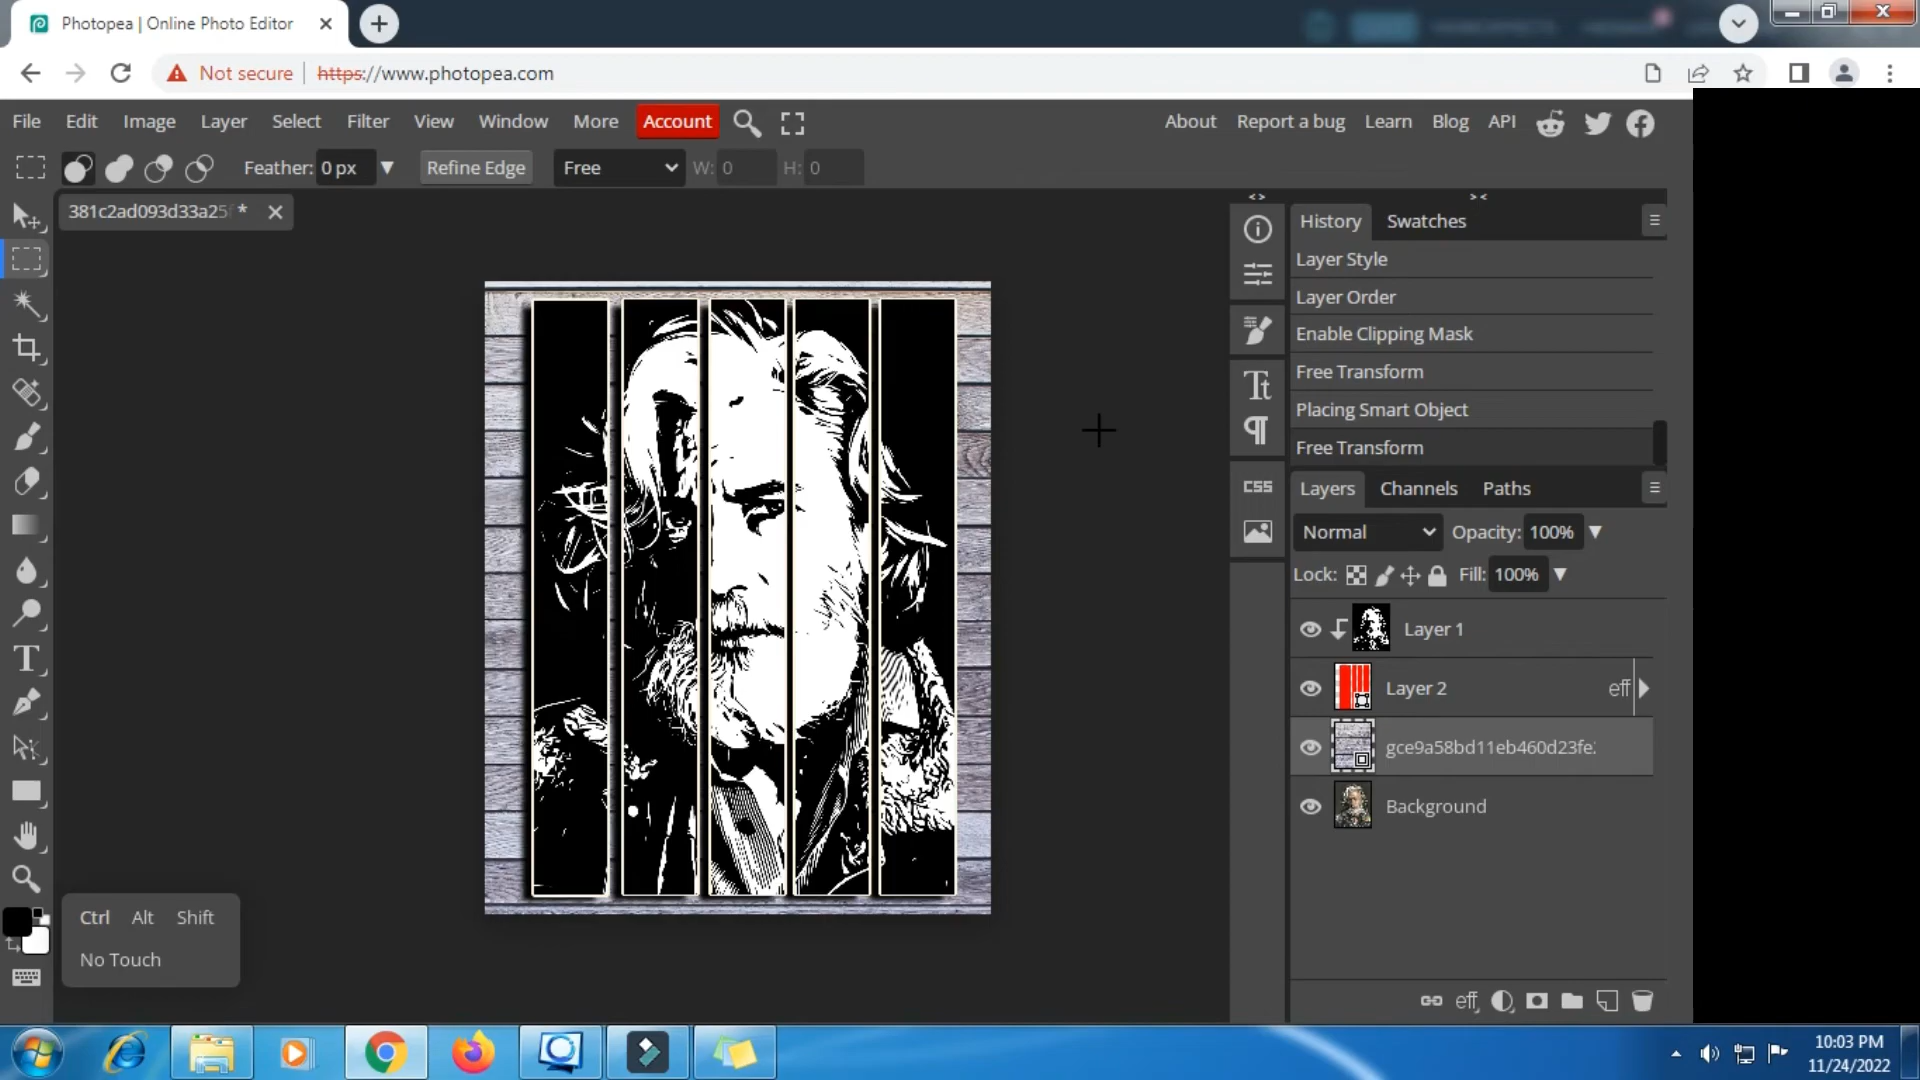 Photopea | Online Photo Editor
Not secure https://www.photopea.com
File Edit Image Layer Select Filter View Window More Account About Report a bug Learn Blog API
Feather: 0 px Refine Edge Free W: 0 H: 0
381c2ad093d33a25 *
History Swatches
Layer Style
Layer Order
Enable Clipping Mask
Free Transform
Placing Smart Object
Free Transform
CSS
Layers Channels Paths
Normal Opacity: 100%
Lock: Fill: 100%
Layer 1
Layer 2 eff
gce9a58bd11eb460d23fe
Background
Ctrl Alt Shift
No Touch
eff
10:03 PM
11/24/2022